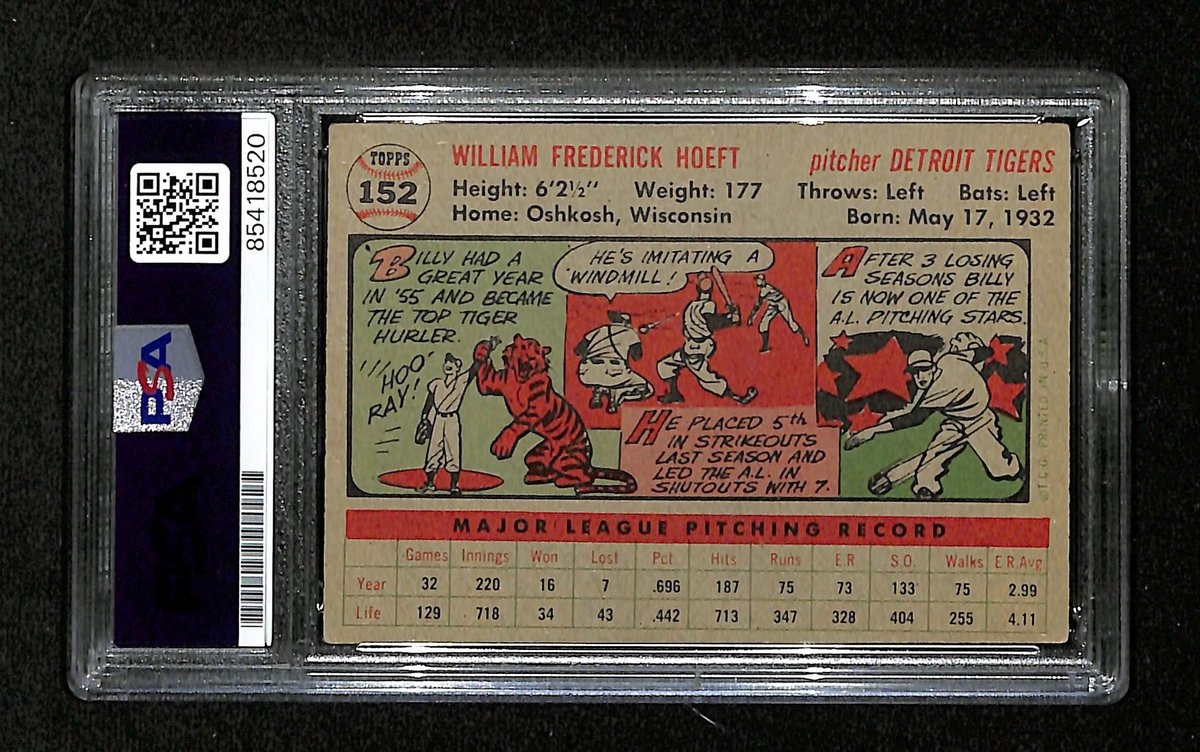 85418520
PSA
TOPPS
152
WILLIAM FREDERICK HOEFT
pitcher DETROIT TIGERS
Height: 6'2½" Weight: 177 Throws: Left Bats: Left
Home: Oshkosh, Wisconsin Born: May 17, 1932
BILLY HAD A
GREAT YEAR
IN '55 AND BECAME
THE TOP TIGER
HURLER.
HOO
RAY!
HE'S IMITATING A
WINDMILL!
HE PLACED 5th
IN STRIKEOUTS
LAST SEASON AND
LED THE A.L. IN
SHUTOUTS WITH 7.
AFTER 3 LOSING
SEASONS BILLY
IS NOW ONE OF THE
A.L. PITCHING STARS.
©T.C.G. PRINTED IN U.S.A.
MAJOR LEAGUE PITCHING RECORD
Games Innings Won Lost Pct. Hits Runs E.R. S.O. Walks E.R.Avg.
Year 32 220 16 7 .696 187 75 73 133 75 2.99
Life 129 718 34 43 .442 713 347 328 404 255 4.11